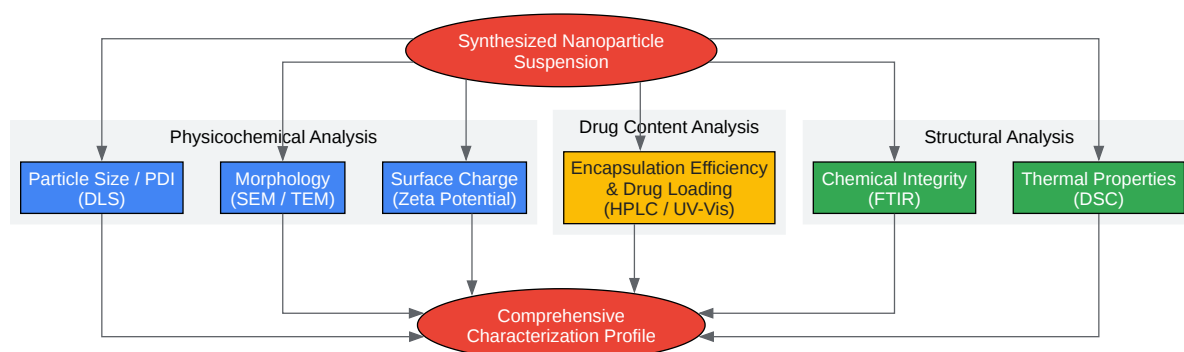 Synthesized Nanoparticle
Suspension
Physicochemical Analysis
Drug Content Analysis
Structural Analysis
Particle Size / PDI
(DLS)
Morphology
(SEM / TEM)
Surface Charge
(Zeta Potential)
Encapsulation Efficiency
& Drug Loading
(HPLC / UV-Vis)
Chemical Integrity
(FTIR)
Thermal Properties
(DSC)
Comprehensive
Characterization Profile